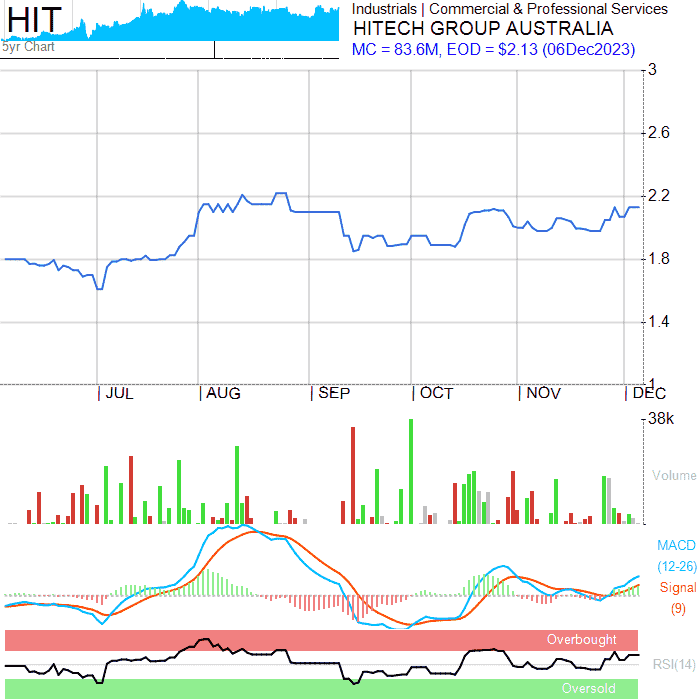 HIT
5yr Chart
Industrials | Commercial & Professional Services
HITECH GROUP AUSTRALIA
MC = 83.6M, EOD = $2.13 (06Dec2023)
3
2.6
2.2
1.8
1.4
1
JUL AUG SEP OCT NOV DEC
38k
Volume
MACD
(12-26)
Signal
(9)
Overbought
RSI(14)
Oversold